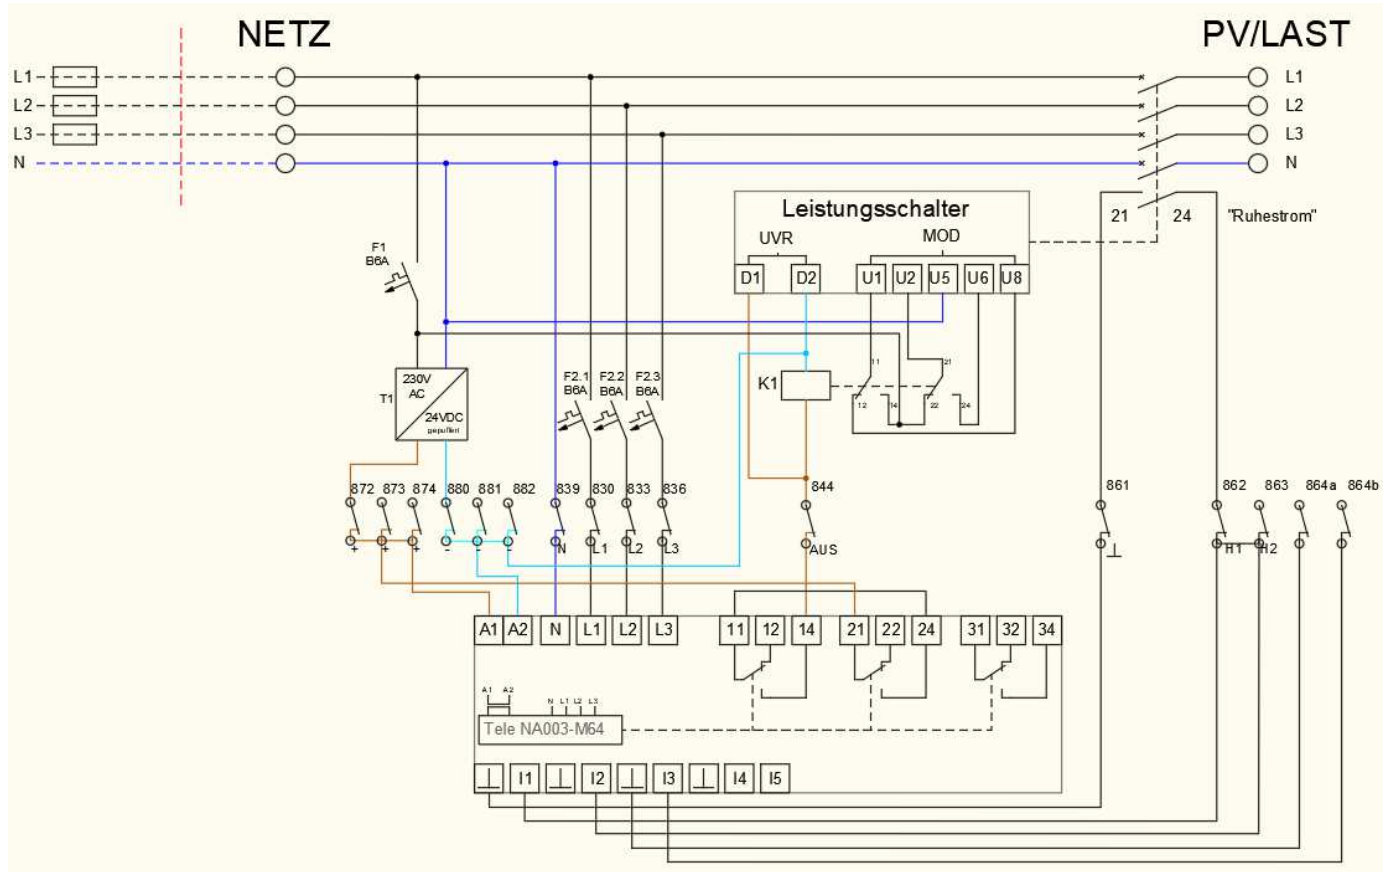 NETZ PV/LAST
L1 L1
L2 L2
L3 L3
N N
Leistungsschalter
21 24 "Ruhestrom"
UVR MOD
F1
B6A
D1 D2 U1 U2 U5 U6 U8
11 21
230V
AC
T1
24VDC
gepuffert
F2.1 F2.2 F2.3
B6A B6A B6A
K1
12 14 22 24
872 873 874 880 881 882 839 830 833 836 844 861 862 863 864a 864b
+ + + - - - N L1 L2 L3 AUS H1 H2
A1 A2 N L1 L2 L3 11 12 14 21 22 24 31 32 34
A1 A2 N L1 L2 L3
Tele NA003-M64
I1 I2 I3 I4 I5